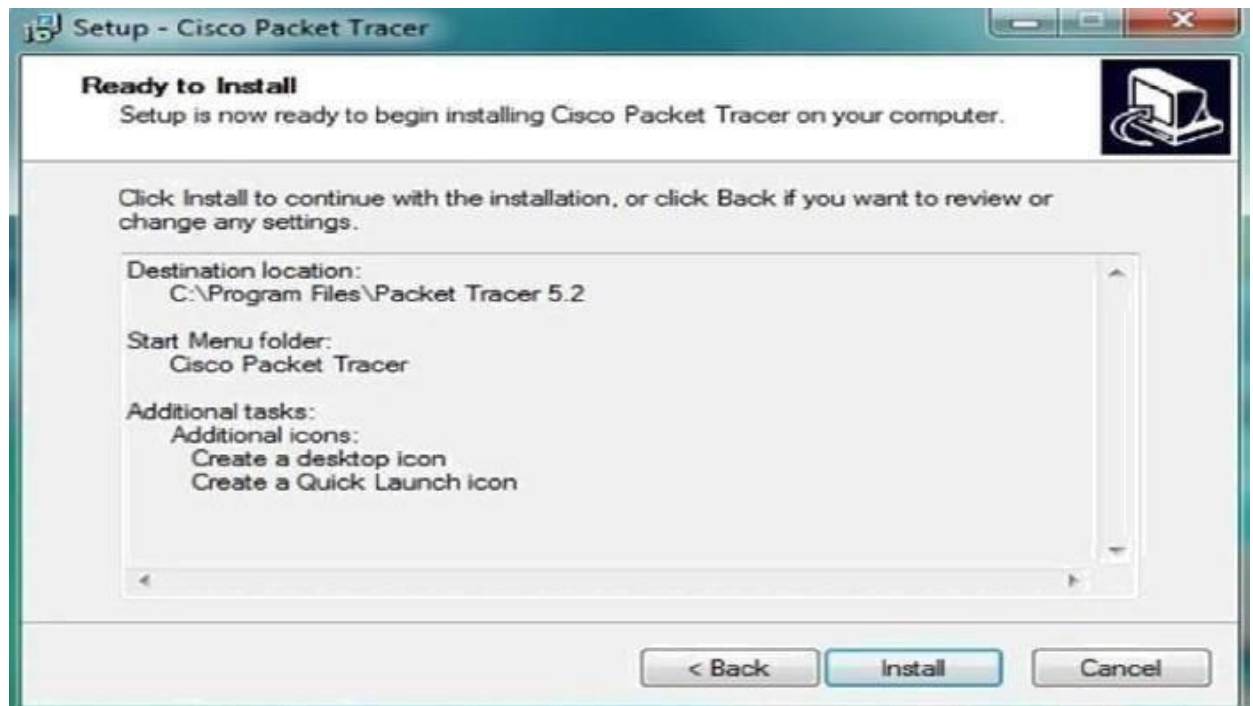 Setup - Cisco Packet Tracer
Ready to Install
Setup is now ready to begin installing Cisco Packet Tracer on your computer.
Click Install to continue with the installation, or click Back if you want to review or
change any settings.
Destination location:
C:\Program Files\Packet Tracer 5.2
Start Menu folder:
Cisco Packet Tracer
Additional tasks:
Additional icons:
Create a desktop icon
Create a Quick Launch icon
< Back
Install
Cancel